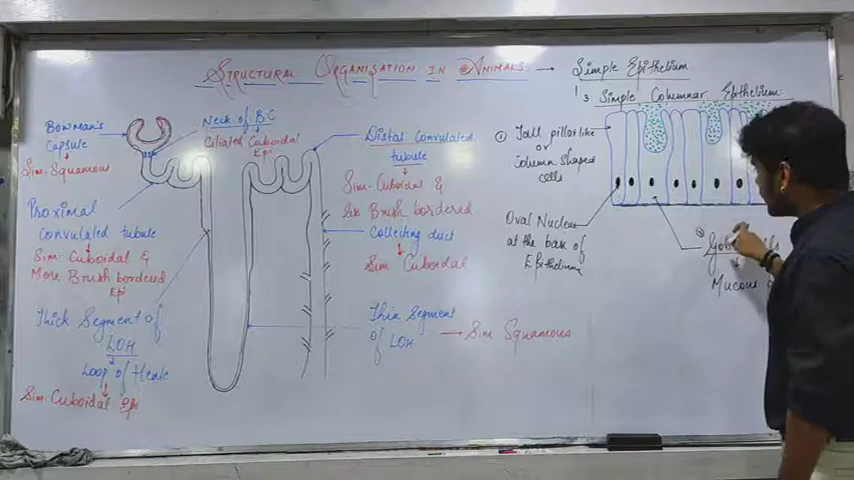 Structural Organisation in Animals → Simple Epithelium
3 Simple Columnar Epithelium
Bowman's
Capsule
Sim-Squamous
Neck of BC
Ciliated Cuboidal
Epi
Proximal
Convolated tubule
Sim-Cuboidal &
More Brush bordered
Epi
Thick Segment of
LOH
Loop of Henle
Sim-Cuboidal Epi
Distal Convolated
tubule
Sim-Cuboidal &
Brush bordered
Collecting duct
Sim Cuboidal
Thin Segment
of LOH → Sim Squamous
① Tall pillar like
or
Column shaped
cells
Oval Nucleus
at the base of
Epithelium
②
Mucous